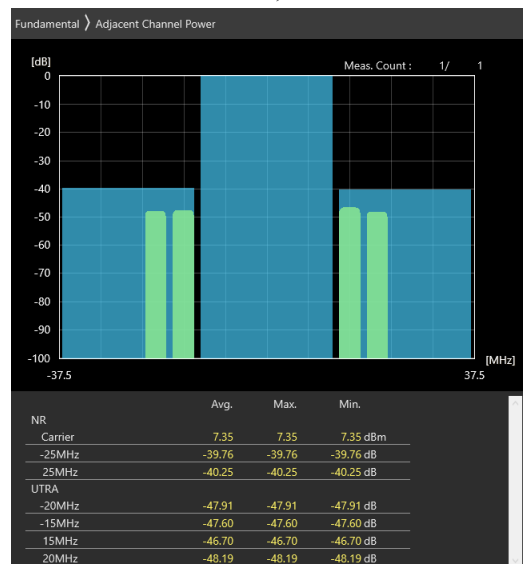 Fundamental 〉 Adjacent Channel Power
[dB]
Meas. Count : 1/ 1
0
-10
-20
-30
-40
-50
-60
-70
-80
-90
-100
[MHz]
-37.5 37.5
Avg. Max. Min.
NR
Carrier 7.35 7.35 7.35 dBm
-25MHz -39.76 -39.76 -39.76 dB
25MHz -40.25 -40.25 -40.25 dB
UTRA
-20MHz -47.91 -47.91 -47.91 dB
-15MHz -47.60 -47.60 -47.60 dB
15MHz -46.70 -46.70 -46.70 dB
20MHz -48.19 -48.19 -48.19 dB